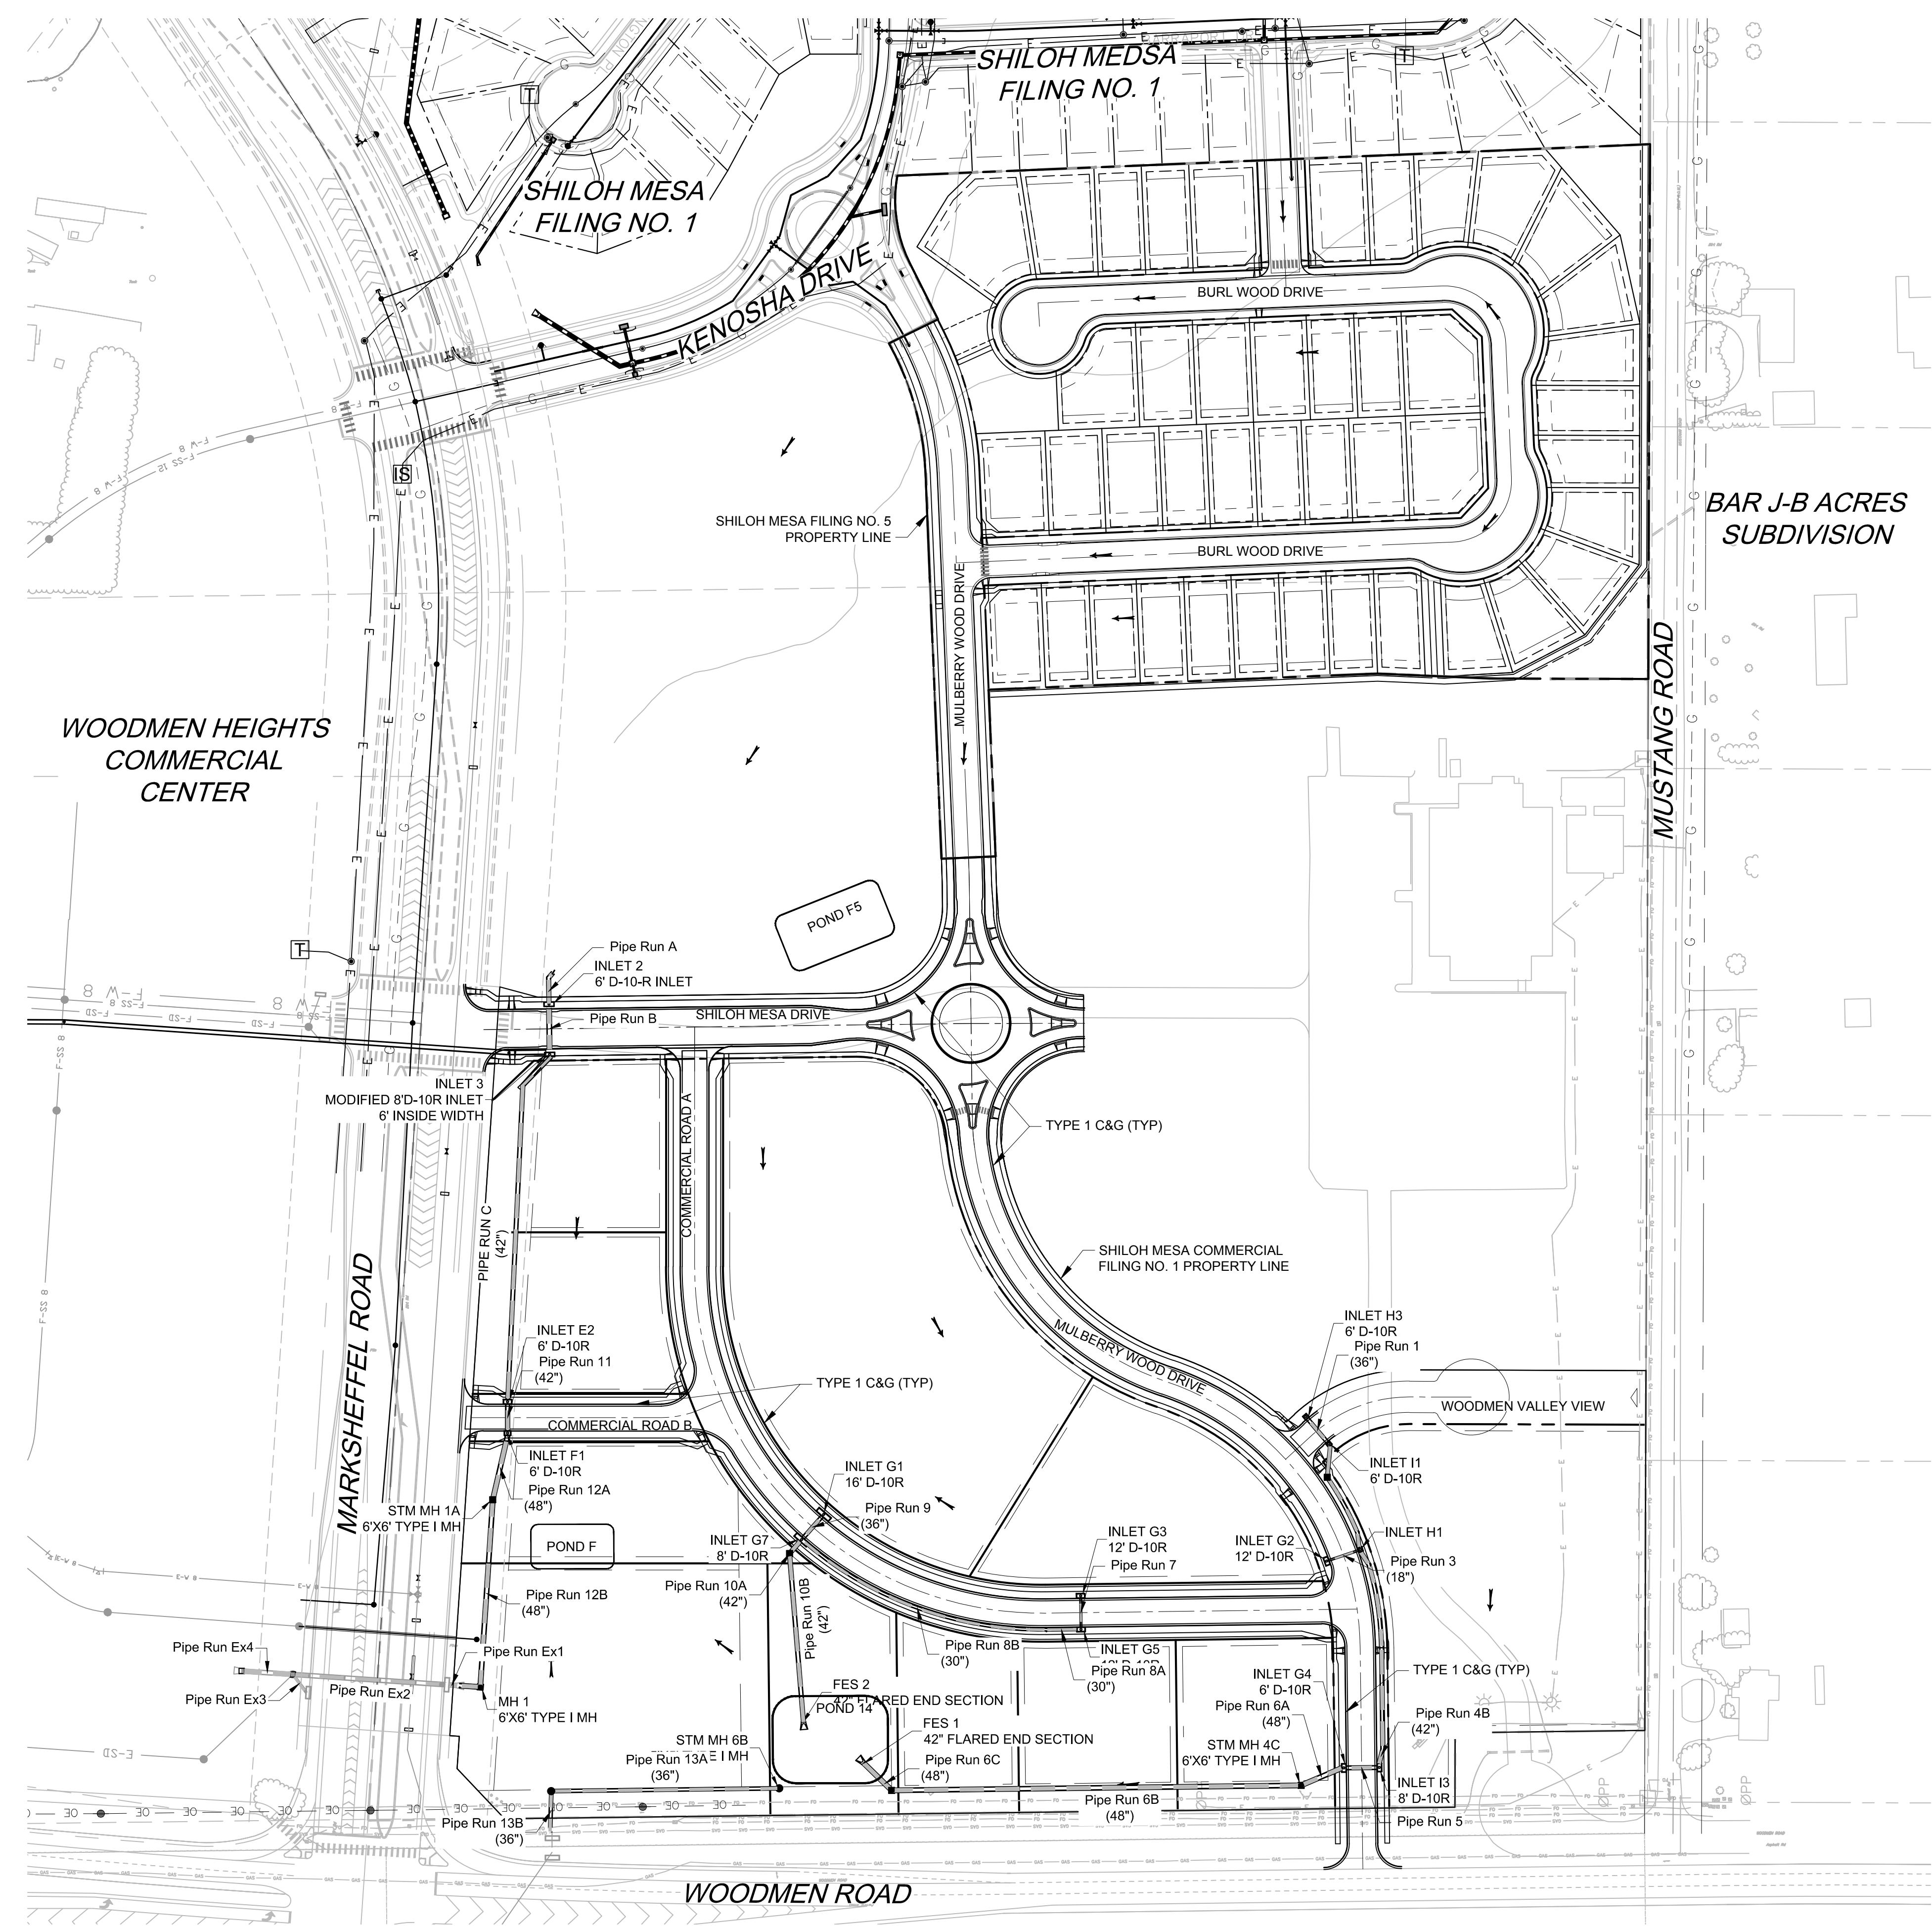 SHILOH MEDSA
FILING NO. 1
SHILOH MESA
FILING NO. 1
KENOSHA DRIVE
BURL WOOD DRIVE
SHILOH MESA FILING NO. 5
PROPERTY LINE
BURL WOOD DRIVE
MULBERRY WOOD DRIVE
BAR J-B ACRES
SUBDIVISION
MUSTANG ROAD
WOODMEN HEIGHTS
COMMERCIAL
CENTER
T
T
IS
T
POND F5
Pipe Run A
INLET 2
6' D-10-R INLET
Pipe Run B
SHILOH MESA DRIVE
INLET 3
MODIFIED 8'D-10R INLET
6' INSIDE WIDTH
COMMERCIAL ROAD A
TYPE 1 C&G (TYP)
PIPE RUN C
(42")
SHILOH MESA COMMERCIAL
FILING NO. 1 PROPERTY LINE
MARKSHEFFEL ROAD
INLET E2
6' D-10R
Pipe Run 11
(42")
TYPE 1 C&G (TYP)
MULBERRY WOOD DRIVE
INLET H3
6' D-10R
Pipe Run 1
(36")
WOODMEN VALLEY VIEW
COMMERCIAL ROAD B
INLET F1
6' D-10R
Pipe Run 12A
(48")
STM MH 1A
6'X6' TYPE I MH
INLET G1
16' D-10R
Pipe Run 9
(36")
INLET I1
6' D-10R
POND F
INLET G7
8' D-10R
INLET G3
12' D-10R
Pipe Run 7
INLET G2
12' D-10R
INLET H1
Pipe Run 3
(18")
Pipe Run 10A
(42")
Pipe Run 10B
(42")
Pipe Run 12B
(48")
Pipe Run Ex4
Pipe Run Ex1
Pipe Run Ex3
Pipe Run Ex2
MH 1
6'X6' TYPE I MH
Pipe Run 8B
(30")
INLET G5
Pipe Run 8A
(30")
INLET G4
6' D-10R
Pipe Run 6A
(48")
TYPE 1 C&G (TYP)
Pipe Run 4B
(42")
FES 2
42" FLARED END SECTION
POND 14
FES 1
42" FLARED END SECTION
STM MH 6B
Pipe Run 13A
(36")
Pipe Run 6C
(48")
STM MH 4C
6'X6' TYPE I MH
INLET I3
8' D-10R
Pipe Run 6B
(48")
Pipe Run 5
Pipe Run 13B
(36")
WOODMEN ROAD